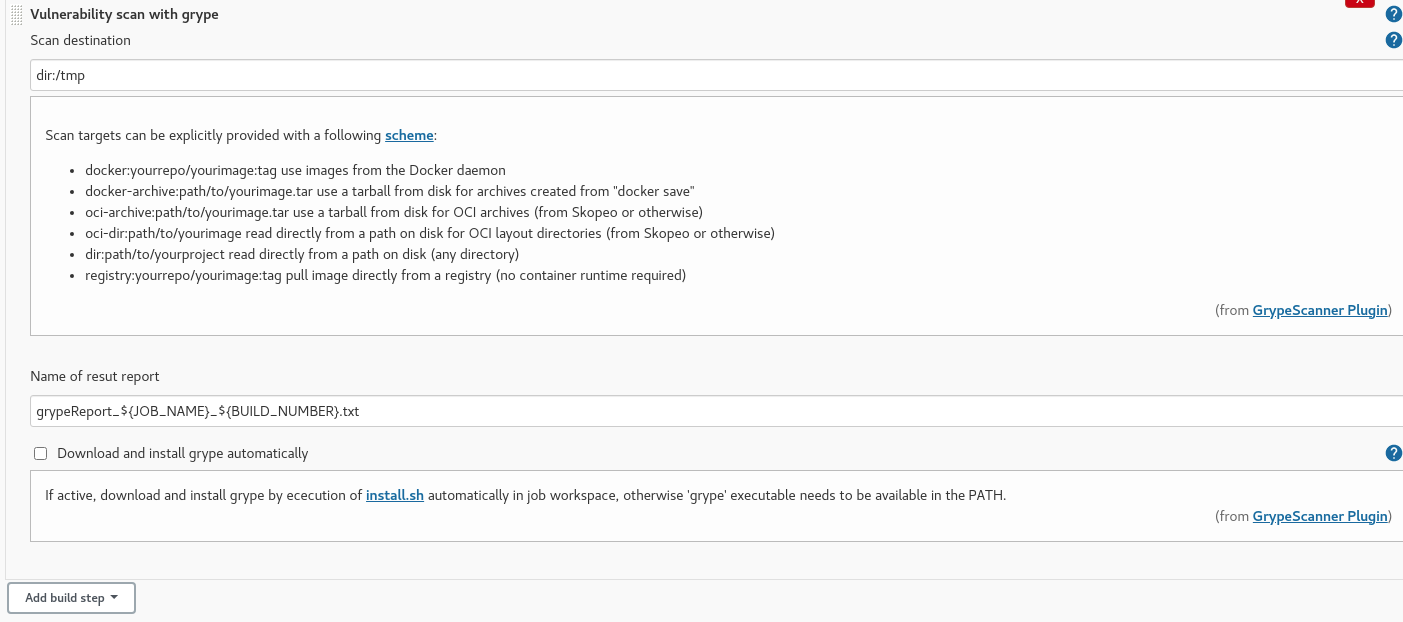 X
Vulnerability scan with grype
?
Scan destination
?
dir:/tmp
Scan targets can be explicitly provided with a following scheme:
• docker:yourrepo/yourimage:tag use images from the Docker daemon
• docker-archive:path/to/yourimage.tar use a tarball from disk for archives created from "docker save"
• oci-archive:path/to/yourimage.tar use a tarball from disk for OCI archives (from Skopeo or otherwise)
• oci-dir:path/to/yourimage read directly from a path on disk for OCI layout directories (from Skopeo or otherwise)
• dir:path/to/yourproject read directly from a path on disk (any directory)
• registry:yourrepo/yourimage:tag pull image directly from a registry (no container runtime required)
(from GrypeScanner Plugin)
Name of resut report
grypeReport_${JOB_NAME}_${BUILD_NUMBER}.txt
Download and install grype automatically
?
If active, download and install grype by ececution of install.sh automatically in job workspace, otherwise 'grype' executable needs to be available in the PATH.
(from GrypeScanner Plugin)
Add build step